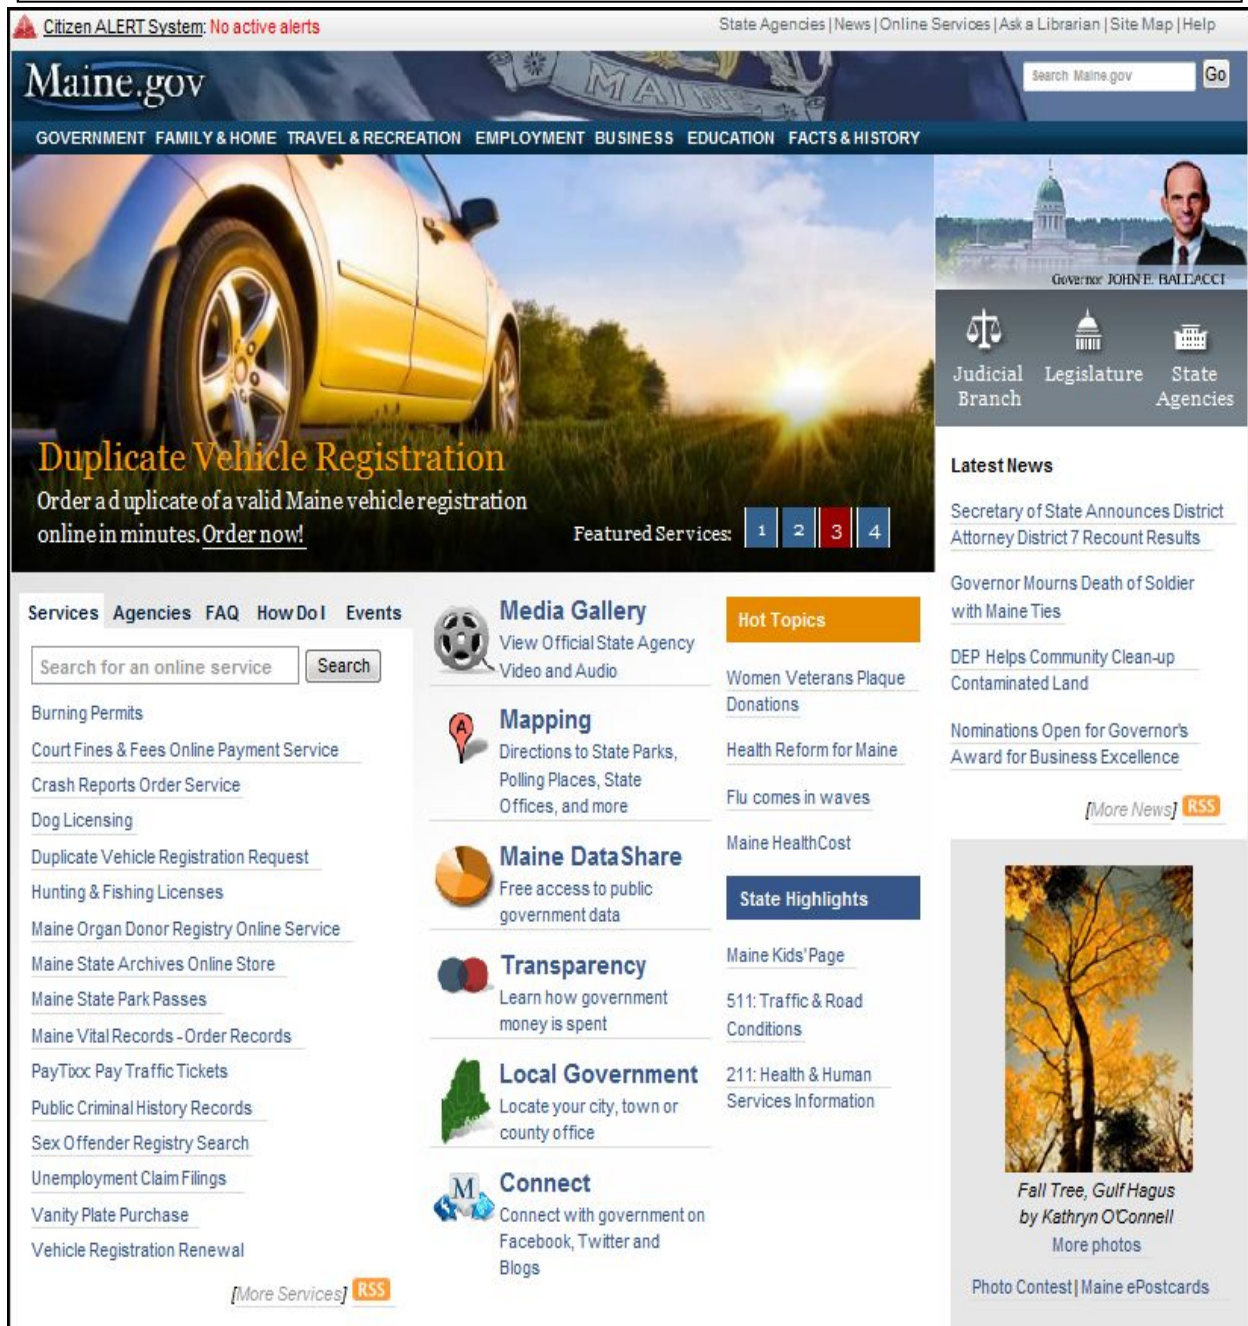 Citizen ALERT System: No active alerts
State Agencies | News | Online Services | Ask a Librarian | Site Map | Help
Maine.gov
MAINE
Search Maine.gov
Go
GOVERNMENT FAMILY & HOME TRAVEL & RECREATION EMPLOYMENT BUSINESS EDUCATION FACTS & HISTORY
Duplicate Vehicle Registration
Order a duplicate of a valid Maine vehicle registration
online in minutes. Order now!
Featured Services: 1 2 3 4
Governor JOHN E. BALDACCI
Judicial
Branch
Legislature
State
Agencies
Services Agencies FAQ How Do I Events
Search for an online service
Search
Burning Permits
Court Fines & Fees Online Payment Service
Crash Reports Order Service
Dog Licensing
Duplicate Vehicle Registration Request
Hunting & Fishing Licenses
Maine Organ Donor Registry Online Service
Maine State Archives Online Store
Maine State Park Passes
Maine Vital Records - Order Records
PayTixx: Pay Traffic Tickets
Public Criminal History Records
Sex Offender Registry Search
Unemployment Claim Filings
Vanity Plate Purchase
Vehicle Registration Renewal
[More Services] RSS
Media Gallery
View Official State Agency
Video and Audio
A
Mapping
Directions to State Parks,
Polling Places, State
Offices, and more
Maine DataShare
Free access to public
government data
Transparency
Learn how government
money is spent
Local Government
Locate your city, town or
county office
M
Connect
Connect with government on
Facebook, Twitter and
Blogs
Hot Topics
Women Veterans Plaque
Donations
Health Reform for Maine
Flu comes in waves
Maine HealthCost
State Highlights
Maine Kids' Page
511: Traffic & Road
Conditions
211: Health & Human
Services Information
Latest News
Secretary of State Announces District
Attorney District 7 Recount Results
Governor Mourns Death of Soldier
with Maine Ties
DEP Helps Community Clean-up
Contaminated Land
Nominations Open for Governor's
Award for Business Excellence
[More News] RSS
Fall Tree, Gulf Hagus
by Kathryn O'Connell
More photos
Photo Contest | Maine ePostcards